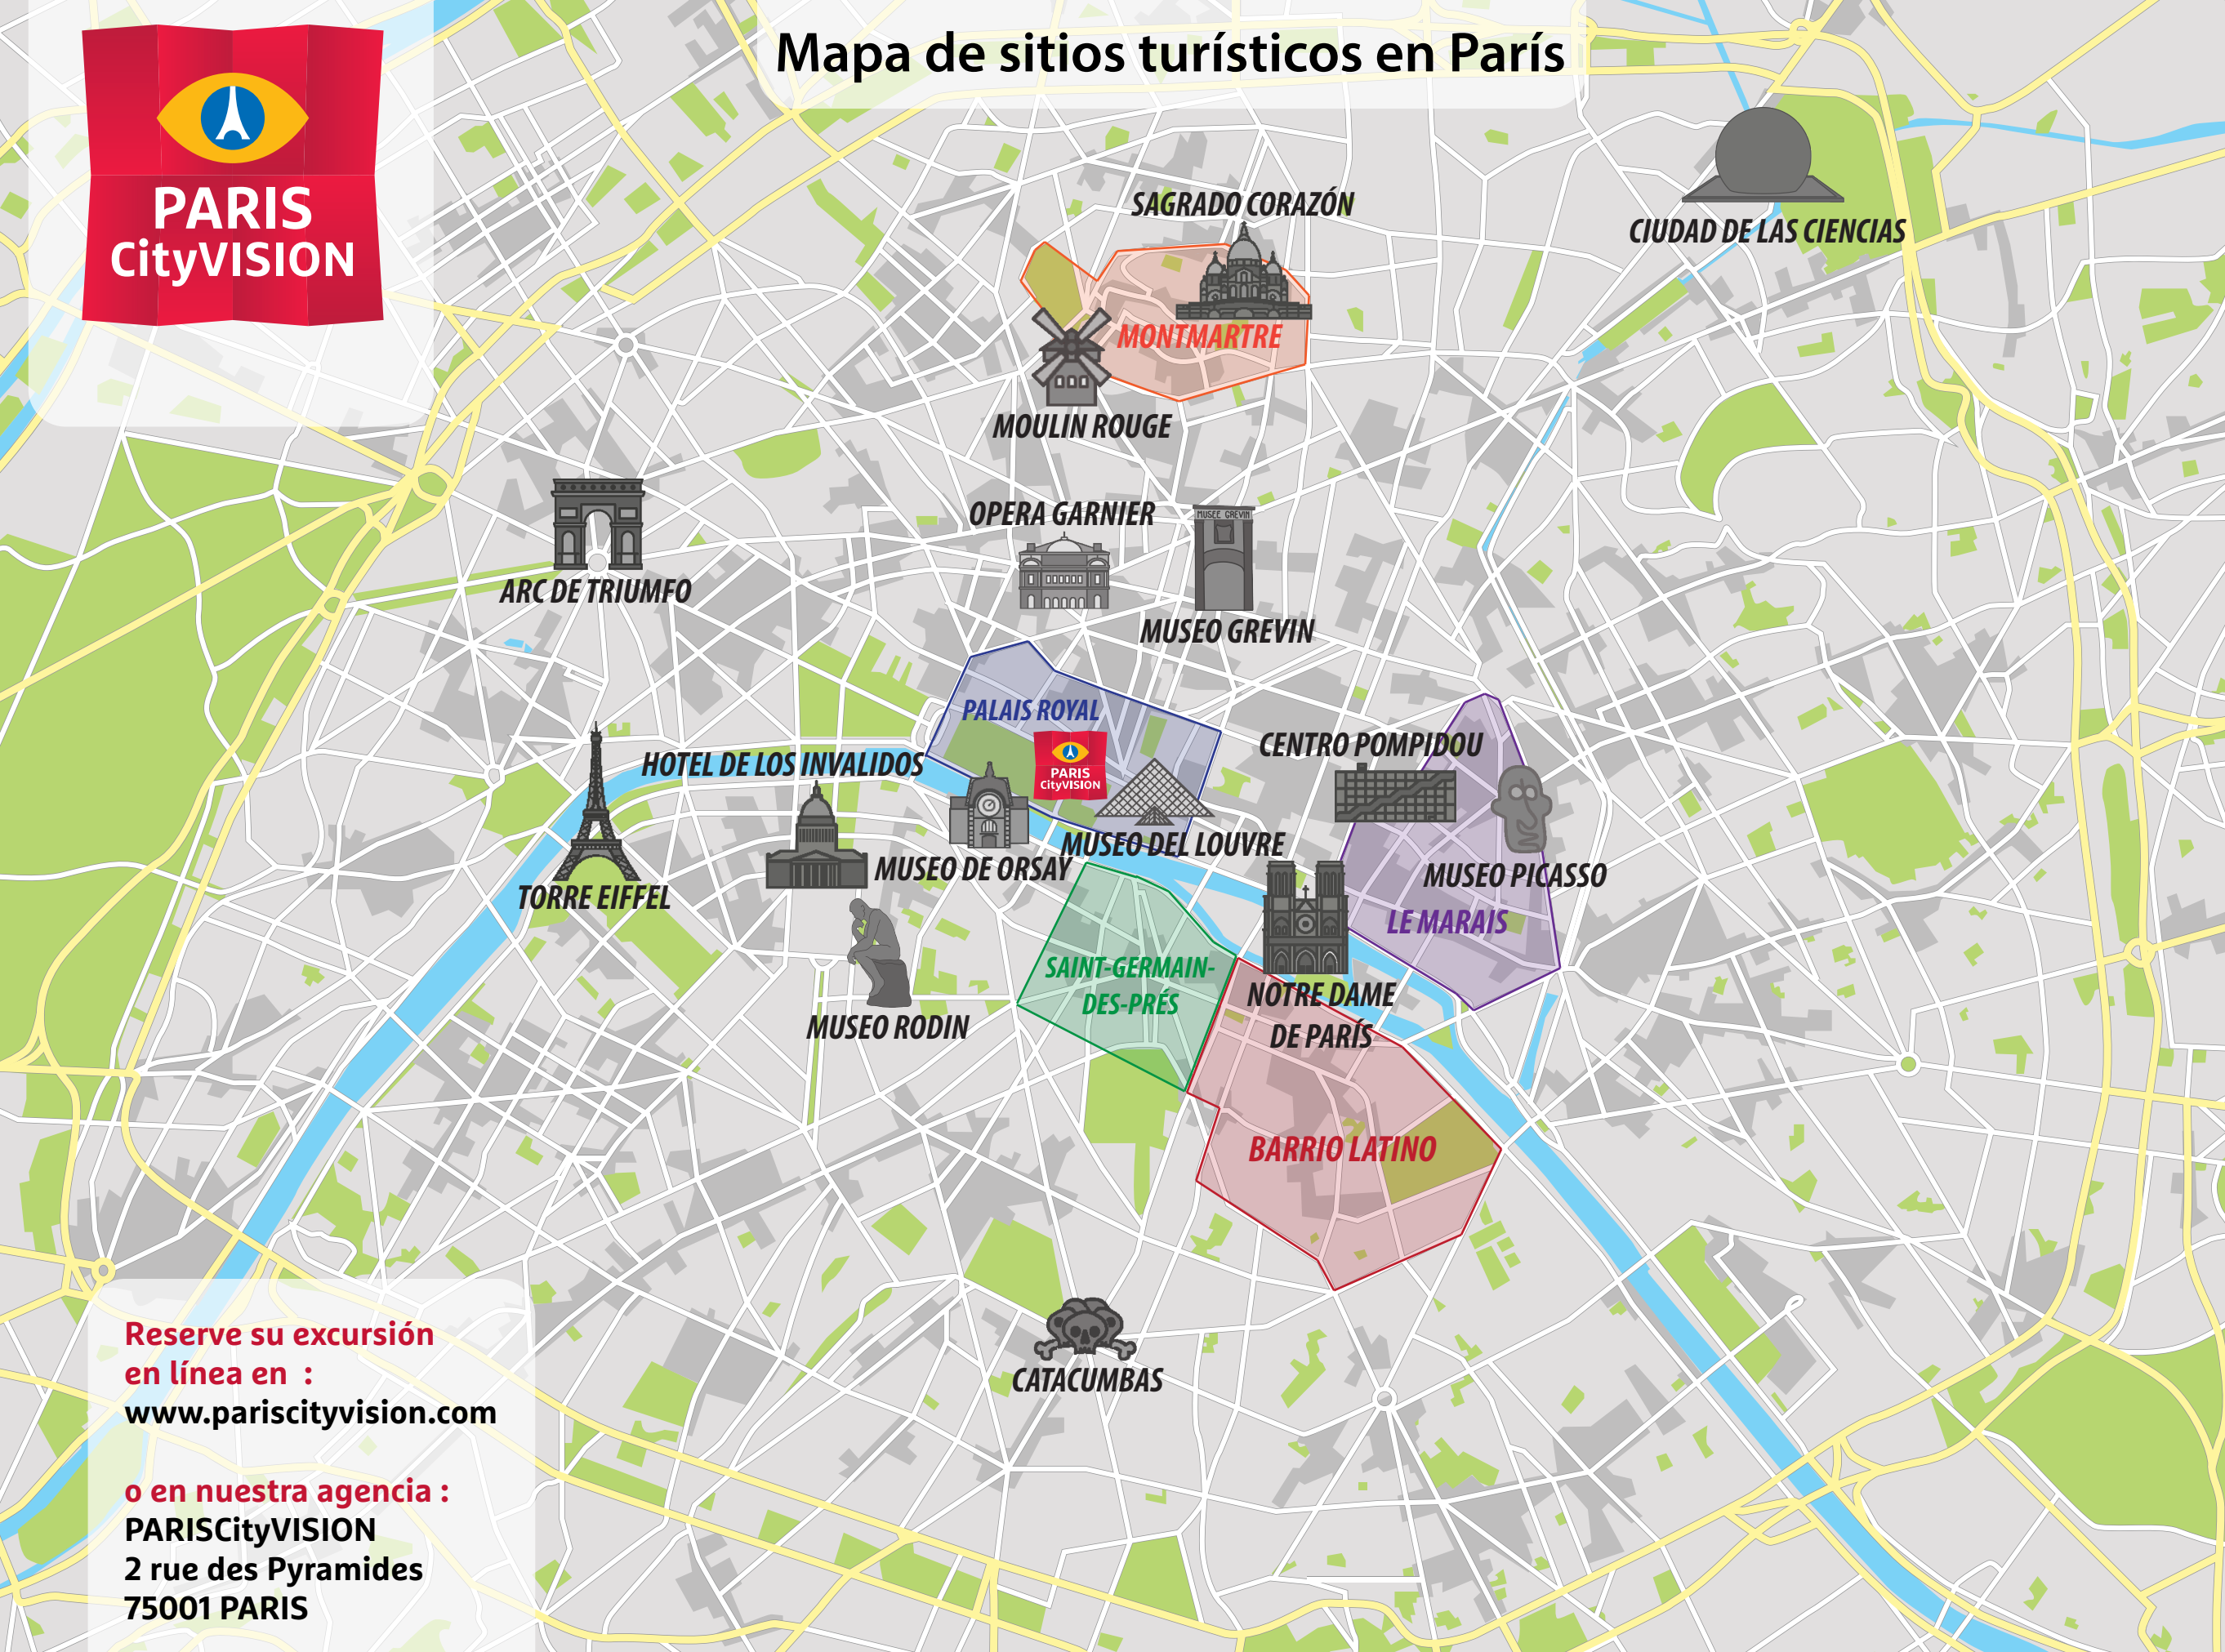 Mapa de sitios turísticos en París
PARIS
CityVISION
SAGRADO CORAZÓN
CIUDAD DE LAS CIENCIAS
MONTMARTRE
MOULIN ROUGE
OPERA GARNIER
MUSEE GREVIN
ARC DE TRIUMFO
MUSEO GREVIN
PALAIS ROYAL
HOTEL DE LOS INVALIDOS
PARIS
CityVISION
CENTRO POMPIDOU
MUSEO DEL LOUVRE
MUSEO DE ORSAY
MUSEO PICASSO
TORRE EIFFEL
LE MARAIS
SAINT-GERMAIN-
DES-PRÉS
NOTRE DAME
DE PARÍS
MUSEO RODIN
BARRIO LATINO
CATACUMBAS
Reserve su excursión
en línea en :
www.pariscityvision.com
o en nuestra agencia :
PARISCityVISION
2 rue des Pyramides
75001 PARIS